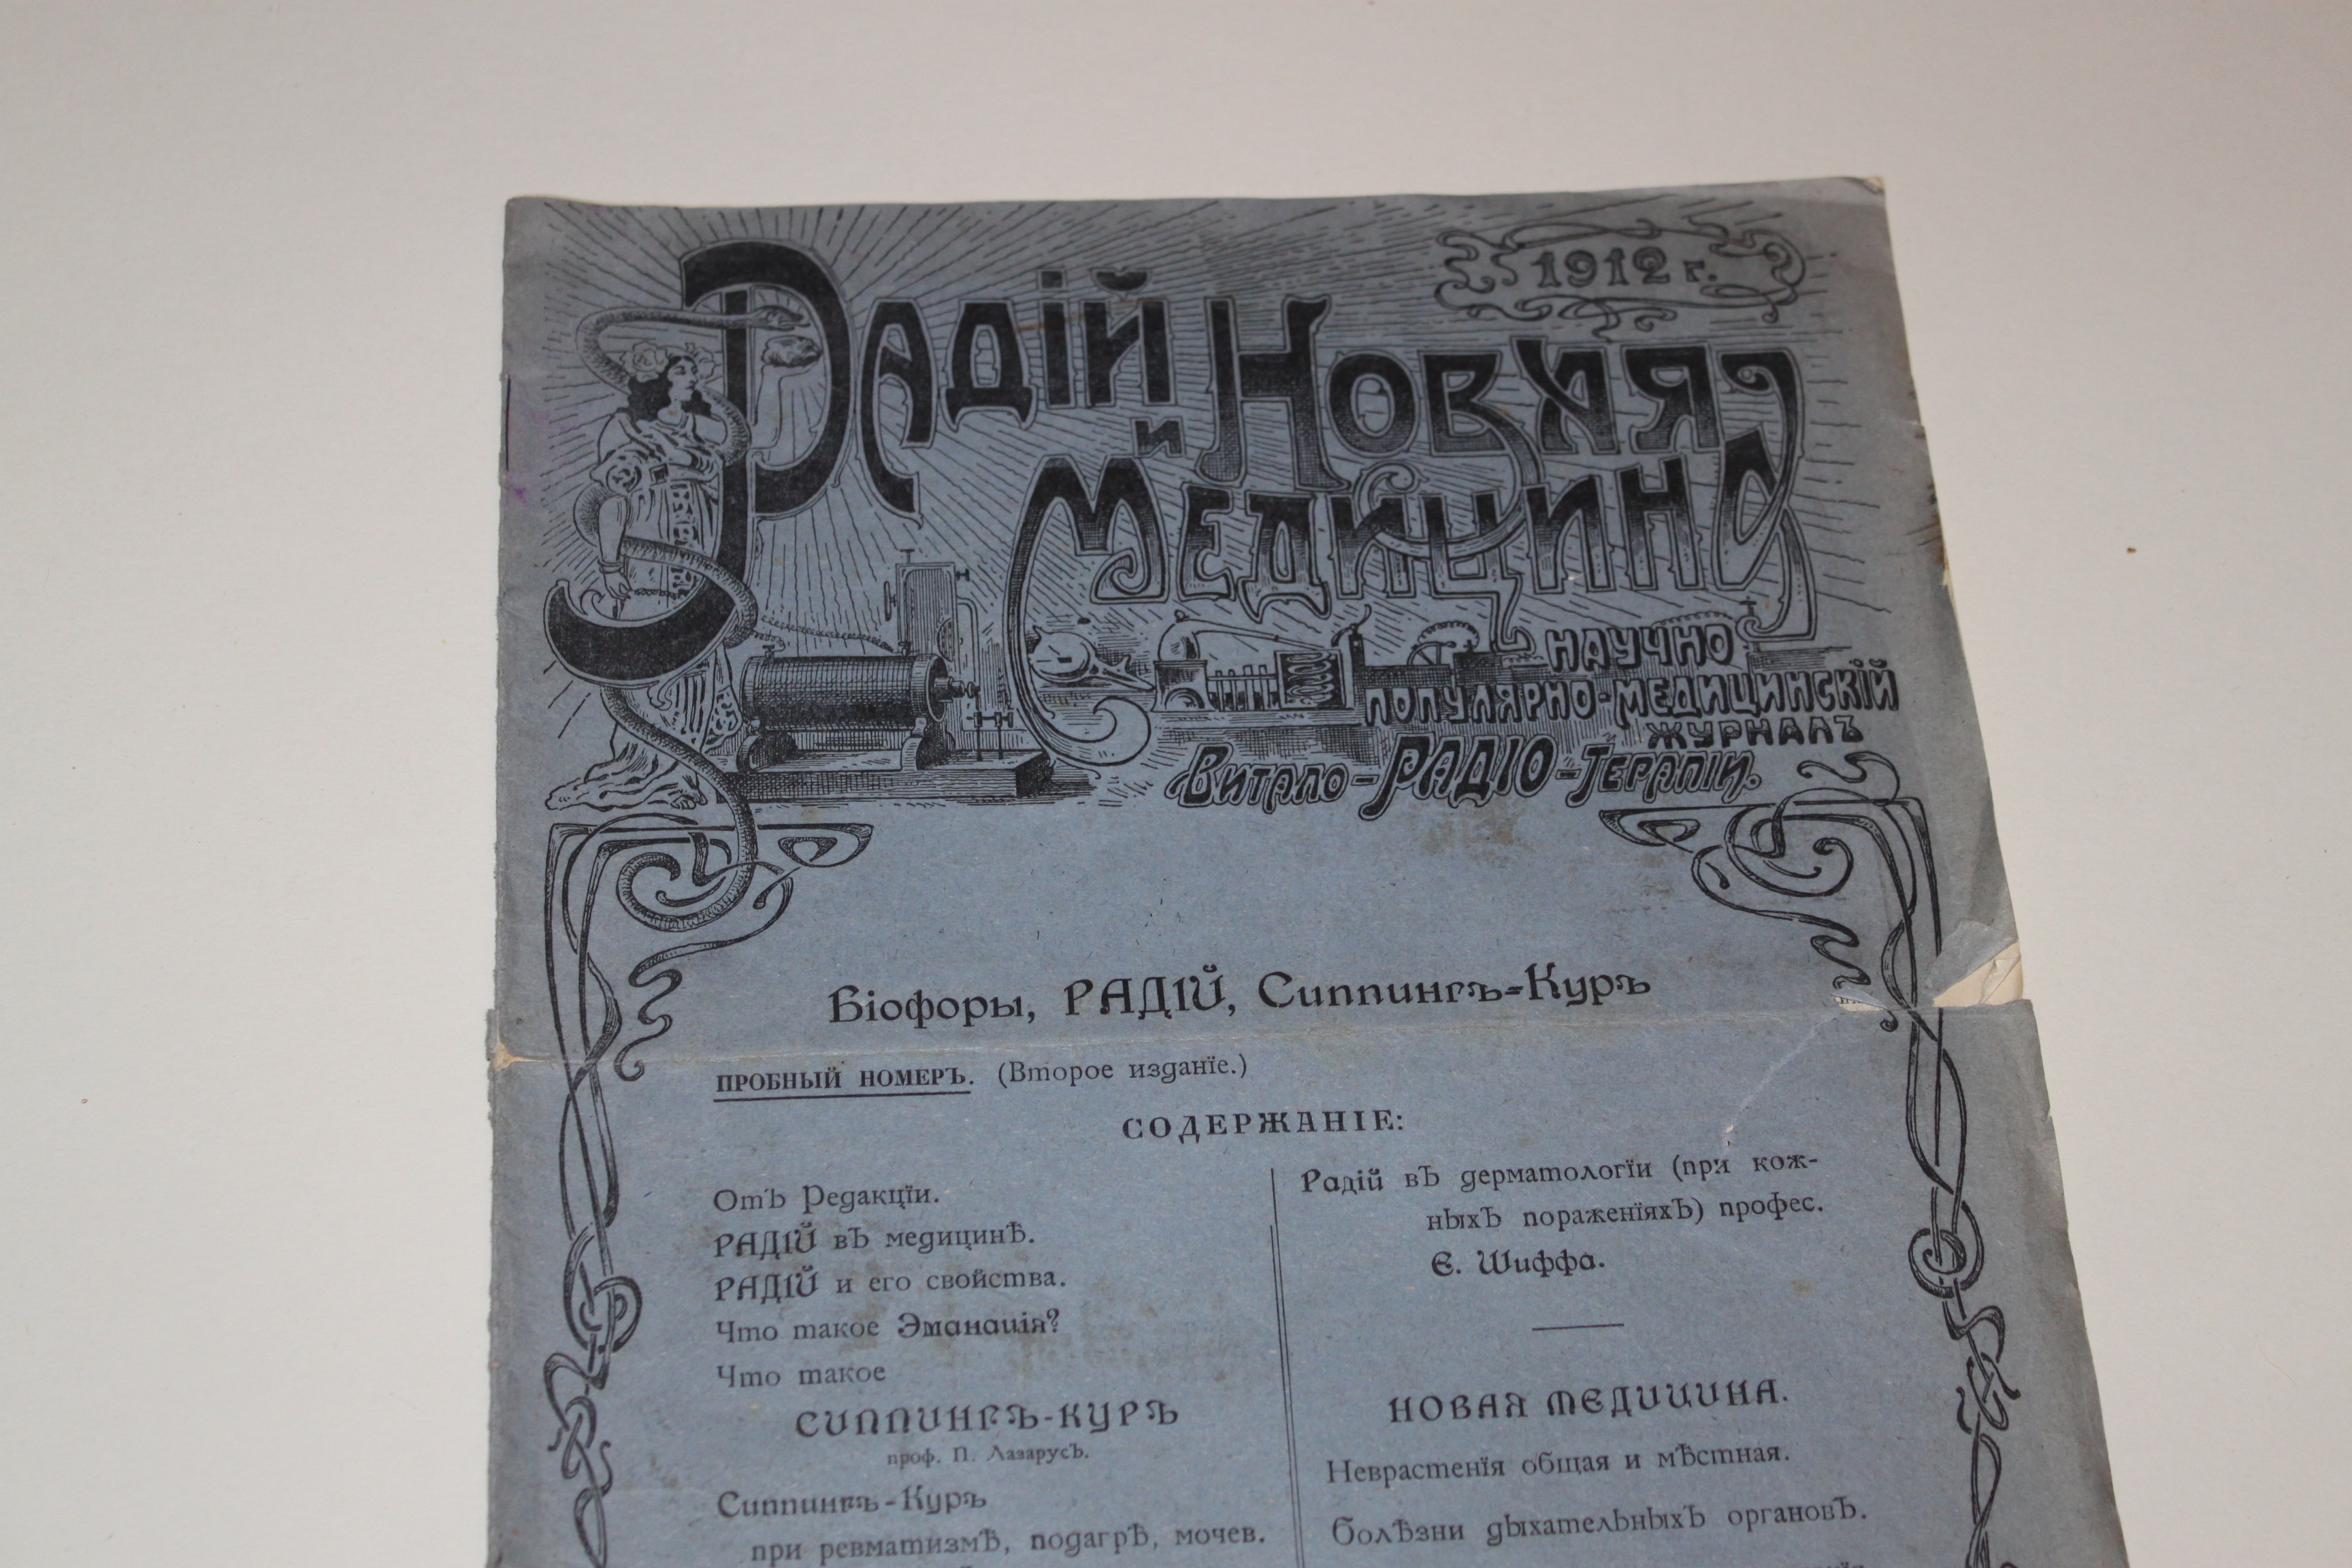 1912 г.
Радій
и Новая
Медицина
Научно
популярно-медицинскій
журналъ
Витало-Радіо-Терапіи.
Біофоры, РАДІЙ, Сиппингъ-Куръ
ПРОБНЫЙ НОМЕРЪ. (Второе изданіе.)
СОДЕРЖАНІЕ:
Отъ Редакціи.
РАДІЙ въ медицинѣ.
РАДІЙ и его свойства.
Что такое Эманація?
Что такое
СИППИНГЪ-КУРЪ
проф. П. Лазарусъ.
Сиппингъ-Куръ
при ревматизмѣ, подагрѣ, мочев.
Радій въ дерматологіи (при кож-
ныхъ пораженіяхъ) професс.
Е. Шиффа.
НОВАЯ МЕДИЦИНА.
Неврастенія общая и мѣстная.
Болѣзни дыхательныхъ органовъ.